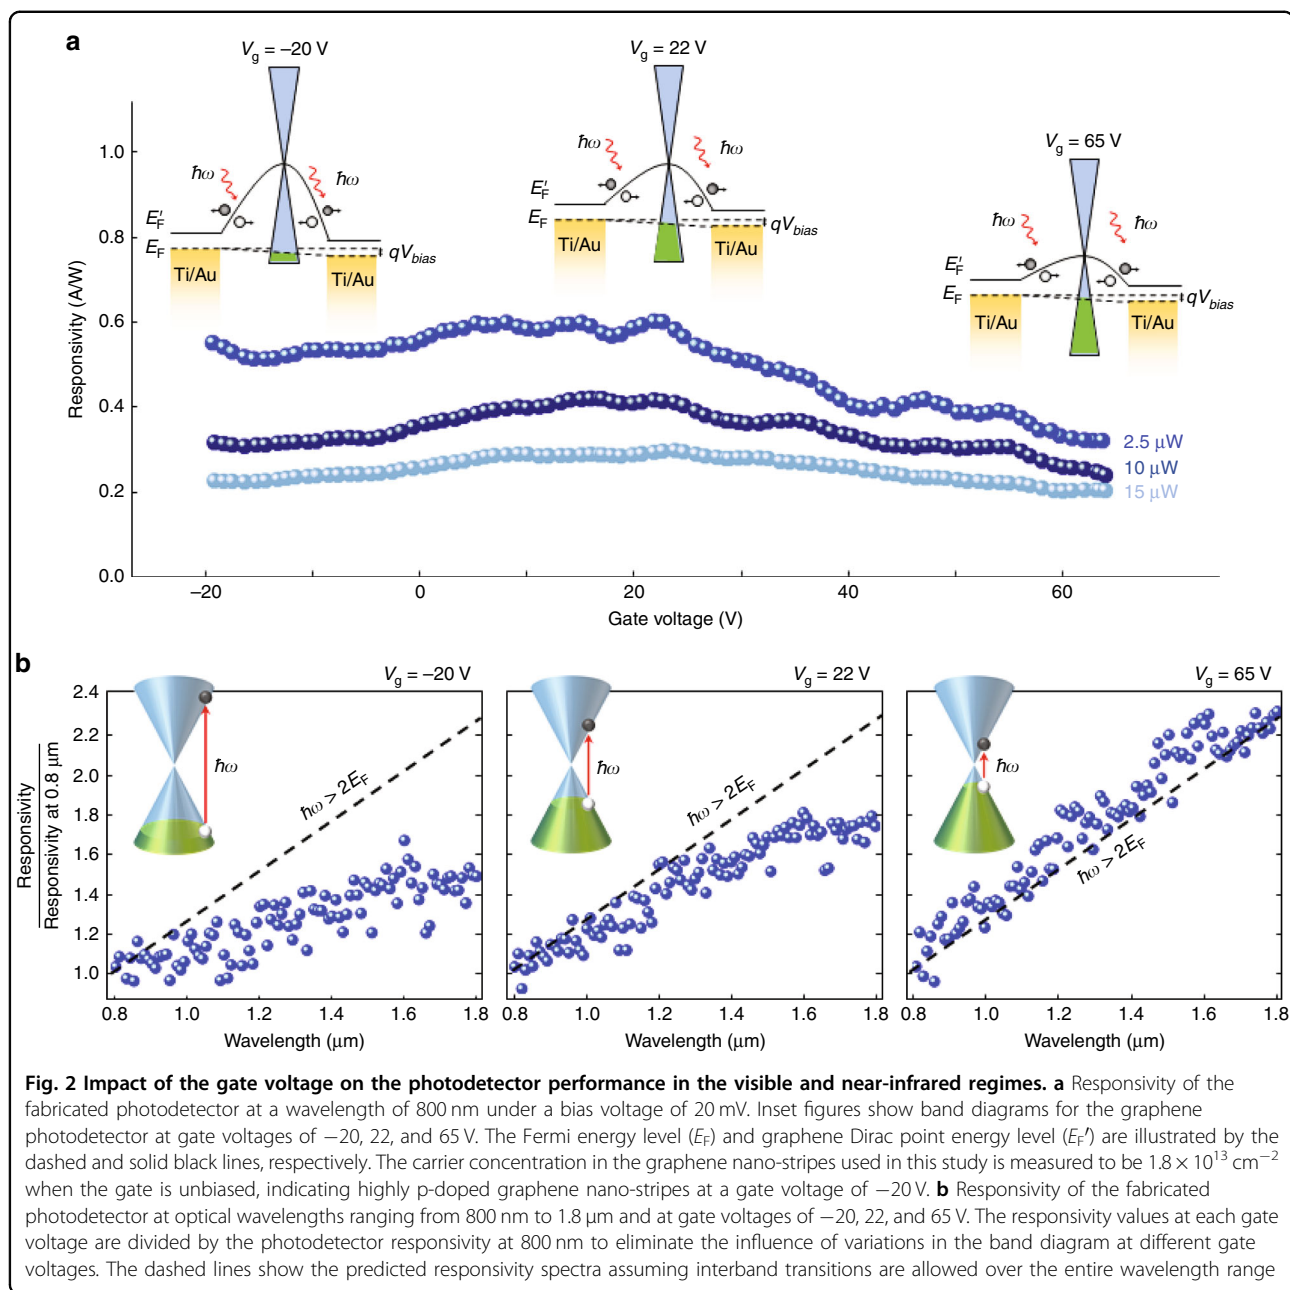 a
V_g = −20 V
V_g = 22 V
V_g = 65 V
ħω
ħω
E′_F
E_F
Ti/Au
Ti/Au
qV_bias
ħω
ħω
E′_F
E_F
Ti/Au
Ti/Au
qV_bias
ħω
ħω
E′_F
E_F
Ti/Au
Ti/Au
qV_bias
Responsivity (A/W)
1.0
0.8
0.6
0.4
0.2
0.0
2.5 μW
10 μW
15 μW
−20
0
20
40
60
Gate voltage (V)
b
V_g = −20 V
V_g = 22 V
V_g = 65 V
Responsivity
Responsivity at 0.8 μm
2.4
2.2
2.0
1.8
1.6
1.4
1.2
1.0
ħω
ħω > 2E_F
ħω
ħω > 2E_F
ħω
ħω > 2E_F
0.8 1.0 1.2 1.4 1.6 1.8
0.8 1.0 1.2 1.4 1.6 1.8
0.8 1.0 1.2 1.4 1.6 1.8
Wavelength (μm)
Wavelength (μm)
Wavelength (μm)
Fig. 2 Impact of the gate voltage on the photodetector performance in the visible and near-infrared regimes. a Responsivity of the
fabricated photodetector at a wavelength of 800 nm under a bias voltage of 20 mV. Inset figures show band diagrams for the graphene
photodetector at gate voltages of −20, 22, and 65 V. The Fermi energy level (E_F) and graphene Dirac point energy level (E_F′) are illustrated by the
dashed and solid black lines, respectively. The carrier concentration in the graphene nano-stripes used in this study is measured to be 1.8 × 10¹³ cm⁻²
when the gate is unbiased, indicating highly p-doped graphene nano-stripes at a gate voltage of −20 V. b Responsivity of the fabricated
photodetector at optical wavelengths ranging from 800 nm to 1.8 μm and at gate voltages of −20, 22, and 65 V. The responsivity values at each gate
voltage are divided by the photodetector responsivity at 800 nm to eliminate the influence of variations in the band diagram at different gate
voltages. The dashed lines show the predicted responsivity spectra assuming interband transitions are allowed over the entire wavelength range